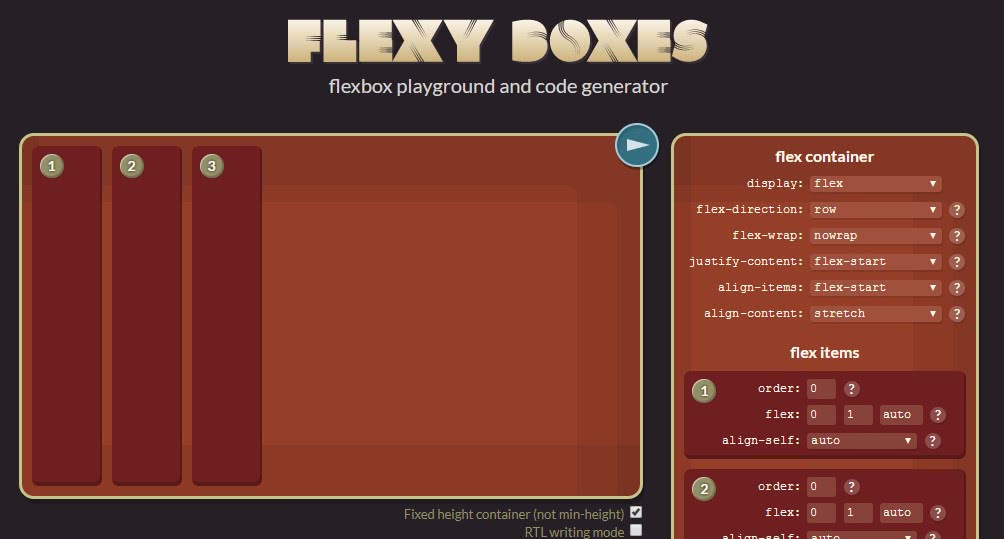 FLEXY BOXES
flexbox playground and code generator
1
2
3
Fixed height container (not min-height)
RTL writing mode
flex container
display: flex
flex-direction: row ?
flex-wrap: nowrap ?
justify-content: flex-start ?
align-items: flex-start ?
align-content: stretch ?
flex items
1
order: 0 ?
flex: 0 1 auto ?
align-self: auto ?
2
order: 0 ?
flex: 0 1 auto ?
align-self: auto